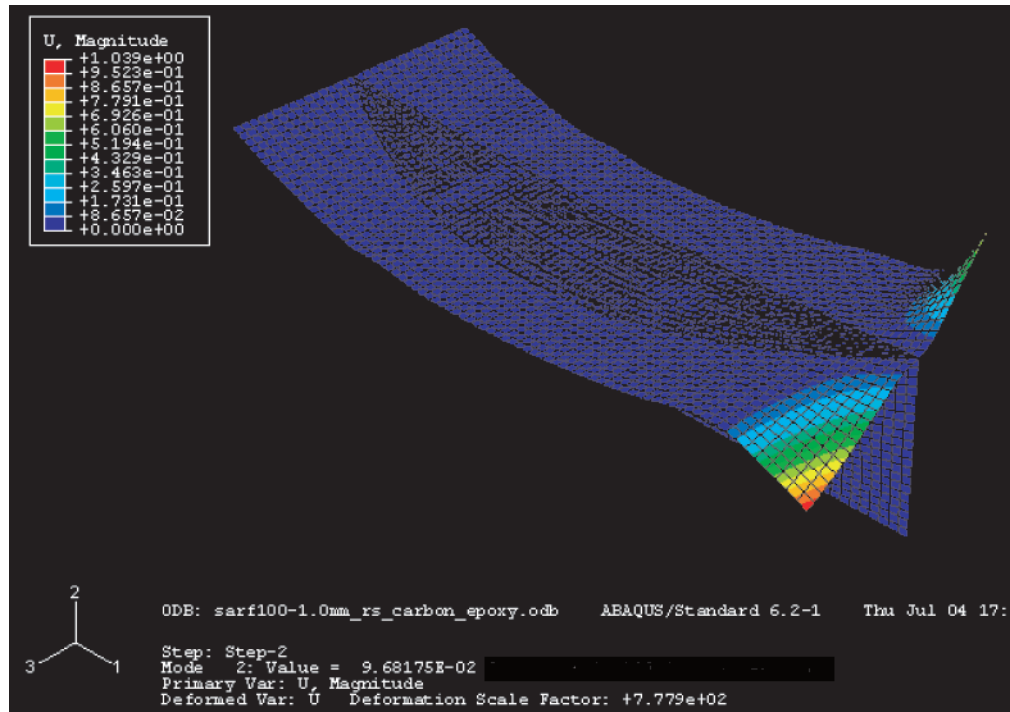 U, Magnitude
+1.039e+00
+9.523e-01
+8.657e-01
+7.791e-01
+6.926e-01
+6.060e-01
+5.194e-01
+4.329e-01
+3.463e-01
+2.597e-01
+1.731e-01
+8.657e-02
+0.000e+00
2
3
1
ODB: sarf100-1.0mm_rs_carbon_epoxy.odb ABAQUS/Standard 6.2-1 Thu Jul 04 17:
Step: Step-2
Mode 2: Value = 9.68175E-02
Primary Var: U, Magnitude
Deformed Var: U Deformation Scale Factor: +7.779e+02